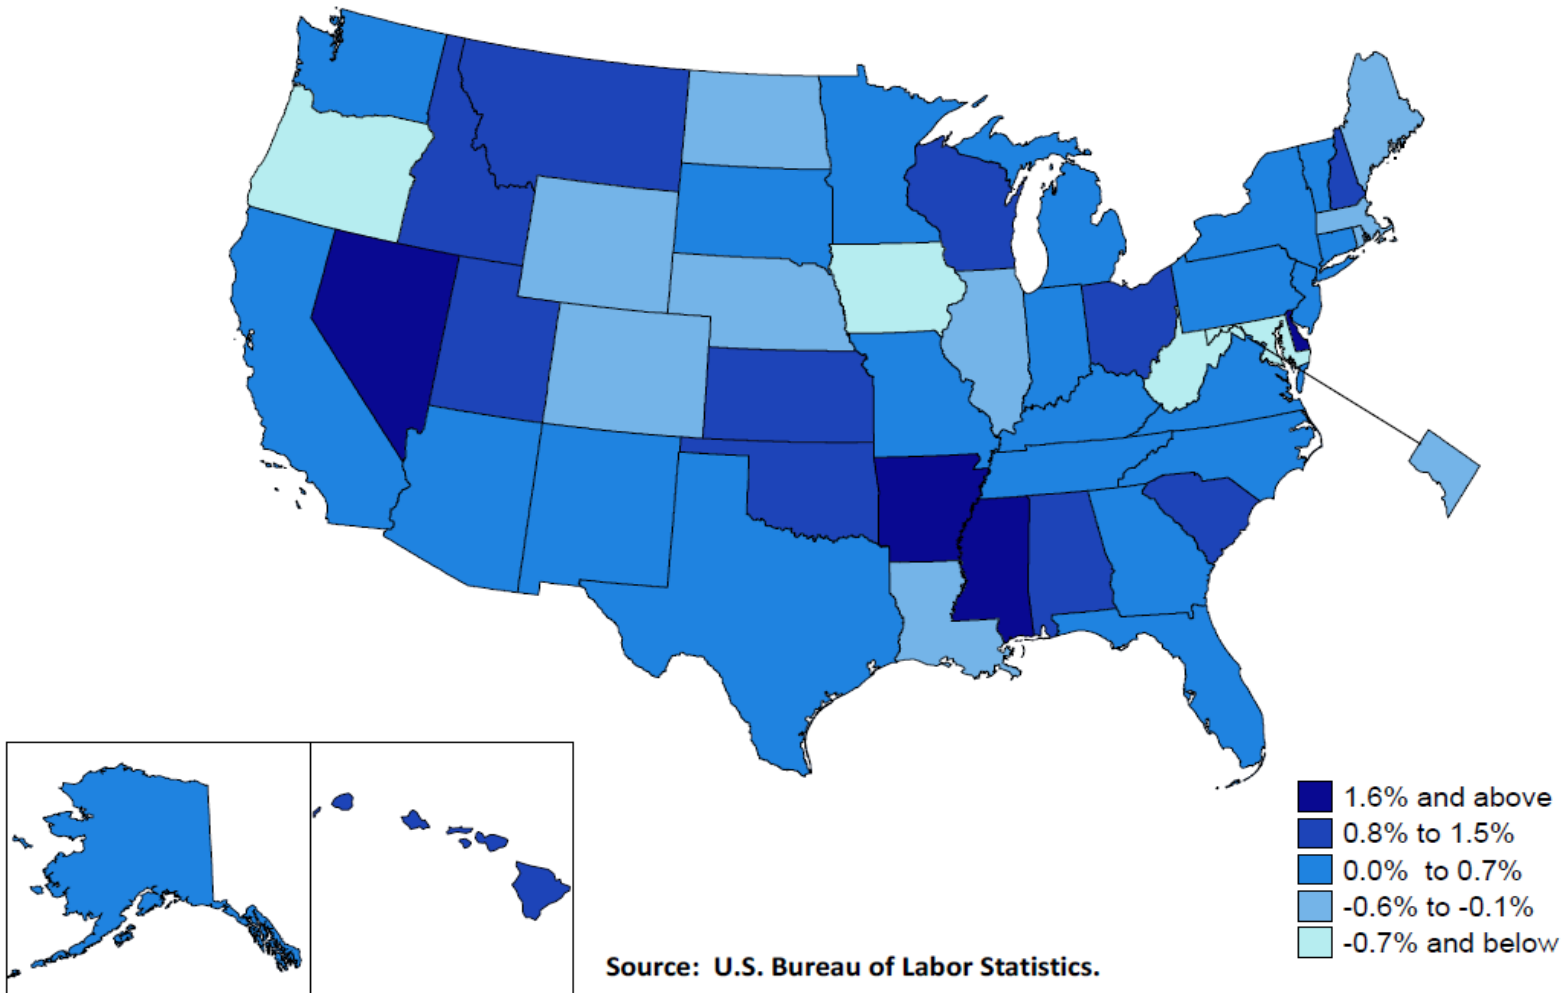 1.6% and above
0.8% to 1.5%
0.0% to 0.7%
-0.6% to -0.1%
-0.7% and below
Source: U.S. Bureau of Labor Statistics.